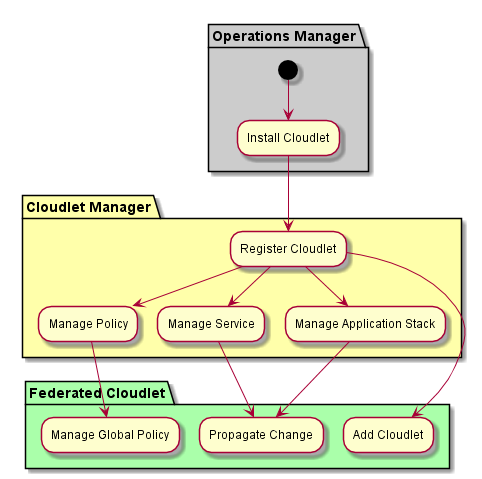 Operations Manager
Install Cloudlet
Cloudlet Manager
Register Cloudlet
Manage Policy
Manage Service
Manage Application Stack
Federated Cloudlet
Manage Global Policy
Propagate Change
Add Cloudlet